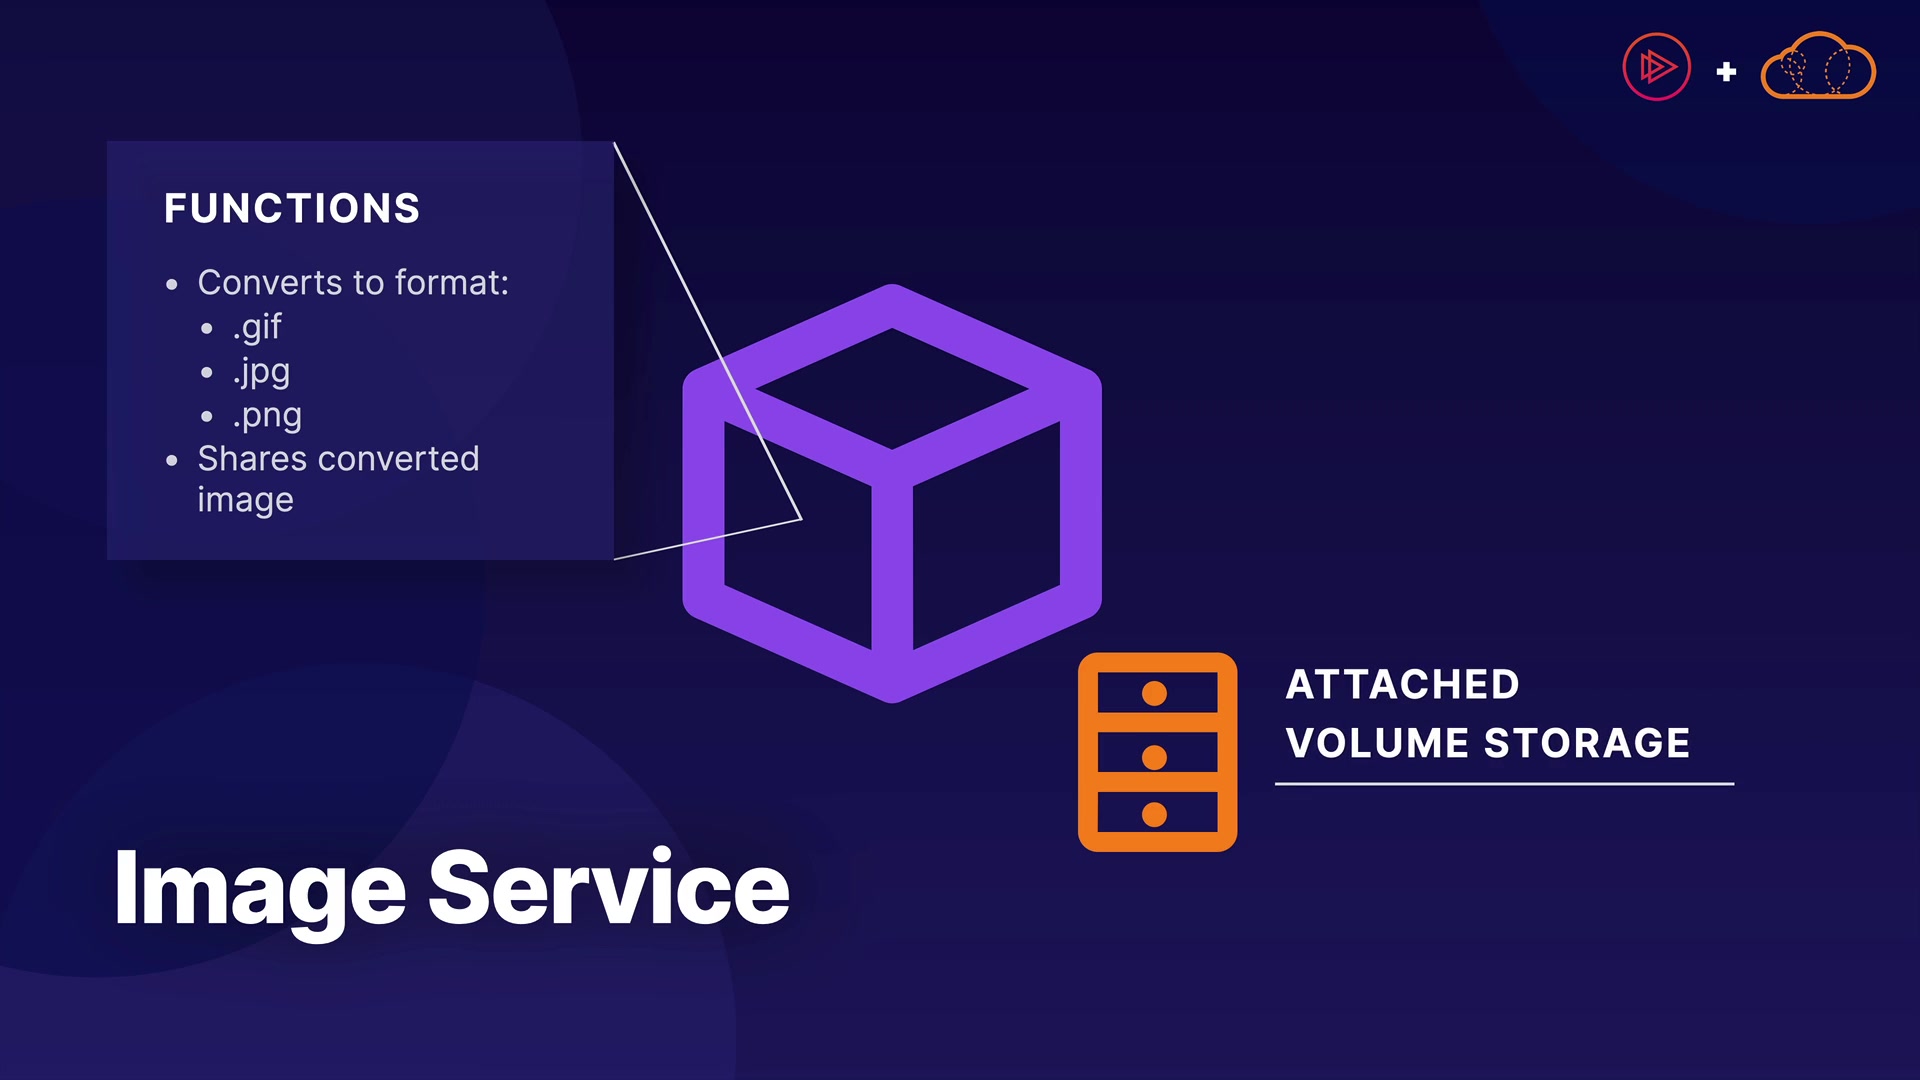 FUNCTIONS
• Converts to format:
• .gif
• .jpg
• .png
• Shares converted
image
ATTACHED
VOLUME STORAGE
Image Service